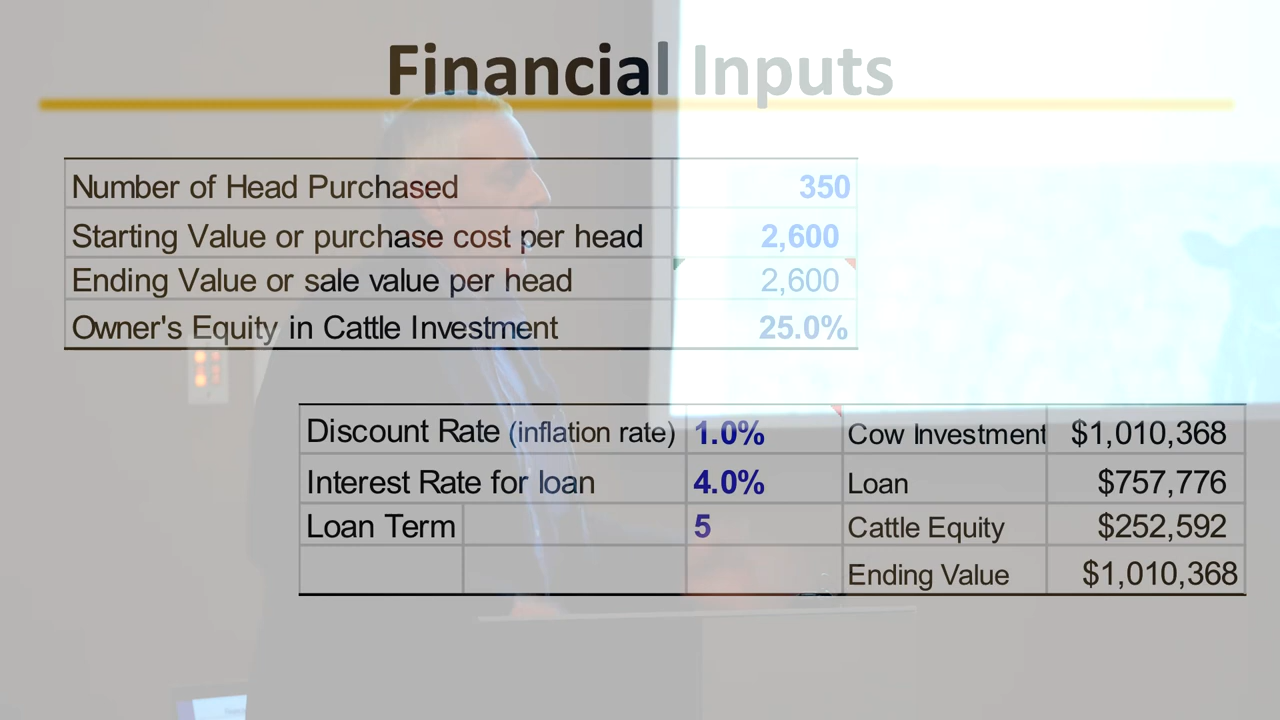 Financial Inputs
Number of Head Purchased 350
Starting Value or purchase cost per head 2,600
Ending Value or sale value per head 2,600
Owner's Equity in Cattle Investment 25.0%
Discount Rate (inflation rate) 1.0% Cow Investment $1,010,368
Interest Rate for loan 4.0% Loan $757,776
Loan Term 5 Cattle Equity $252,592
Ending Value $1,010,368